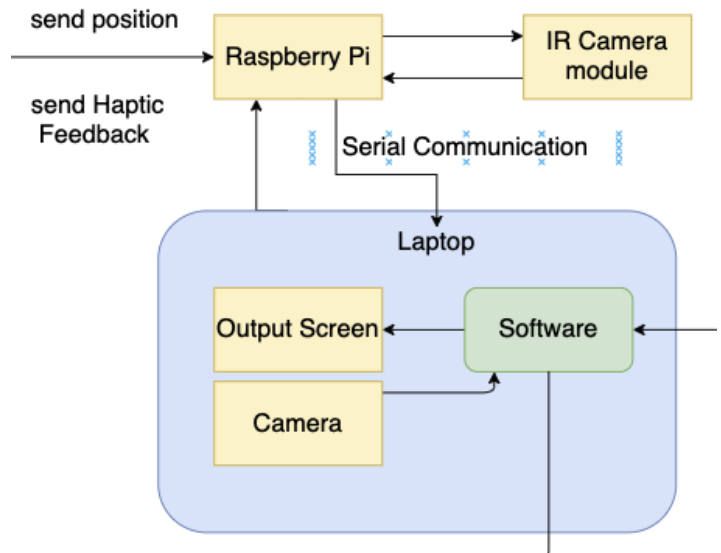 send position
Raspberry Pi
IR Camera
module
send Haptic
Feedback
Serial Communication
Laptop
Output Screen
Software
Camera